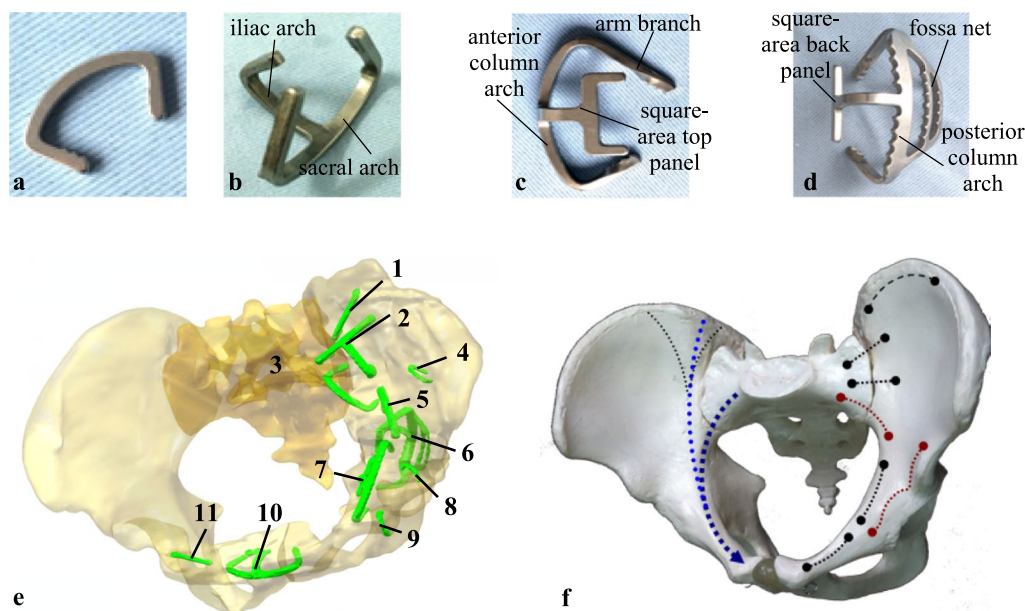 a
iliac arch
sacral arch
b
anterior
column
arch
arm branch
square-
area top
panel
c
square-
area back
panel
fossa net
posterior
column
arch
d
1
2
3
4
5
6
7
8
9
10
11
e
f